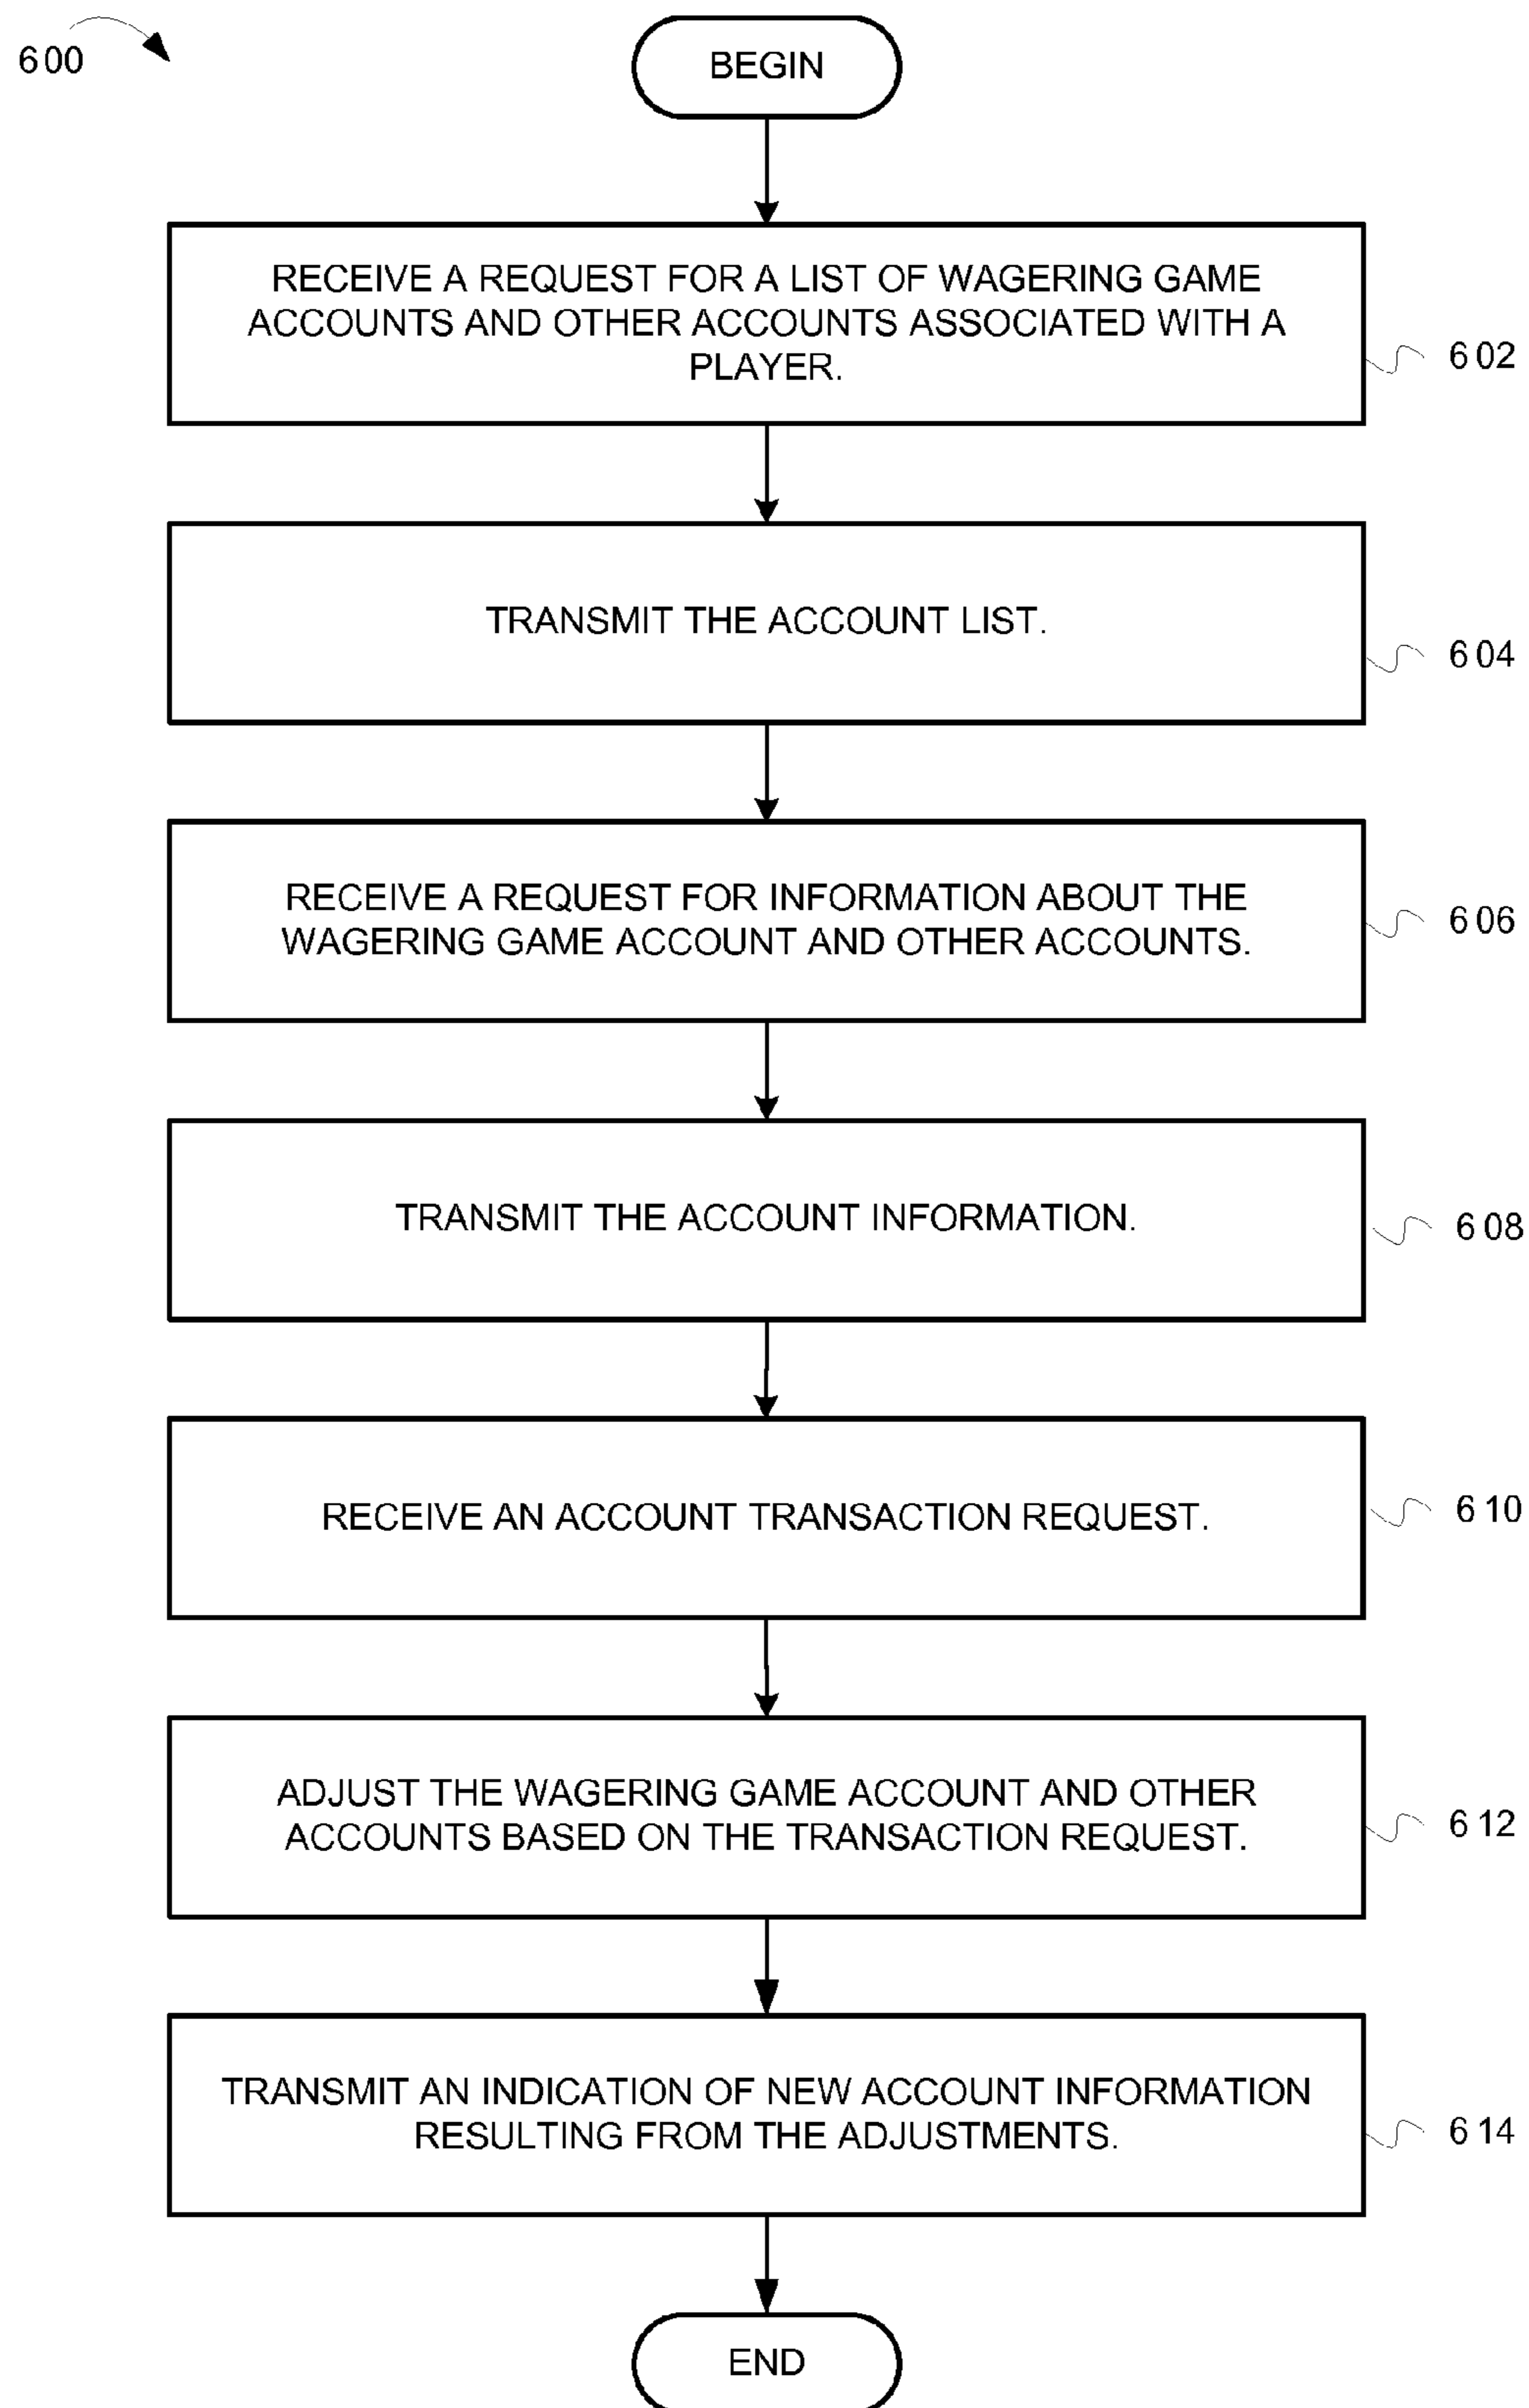 600
BEGIN
RECEIVE A REQUEST FOR A LIST OF WAGERING GAME
ACCOUNTS AND OTHER ACCOUNTS ASSOCIATED WITH A
PLAYER.
602
TRANSMIT THE ACCOUNT LIST.
604
RECEIVE A REQUEST FOR INFORMATION ABOUT THE
WAGERING GAME ACCOUNT AND OTHER ACCOUNTS.
606
TRANSMIT THE ACCOUNT INFORMATION.
608
RECEIVE AN ACCOUNT TRANSACTION REQUEST.
610
ADJUST THE WAGERING GAME ACCOUNT AND OTHER
ACCOUNTS BASED ON THE TRANSACTION REQUEST.
612
TRANSMIT AN INDICATION OF NEW ACCOUNT INFORMATION
RESULTING FROM THE ADJUSTMENTS.
614
END